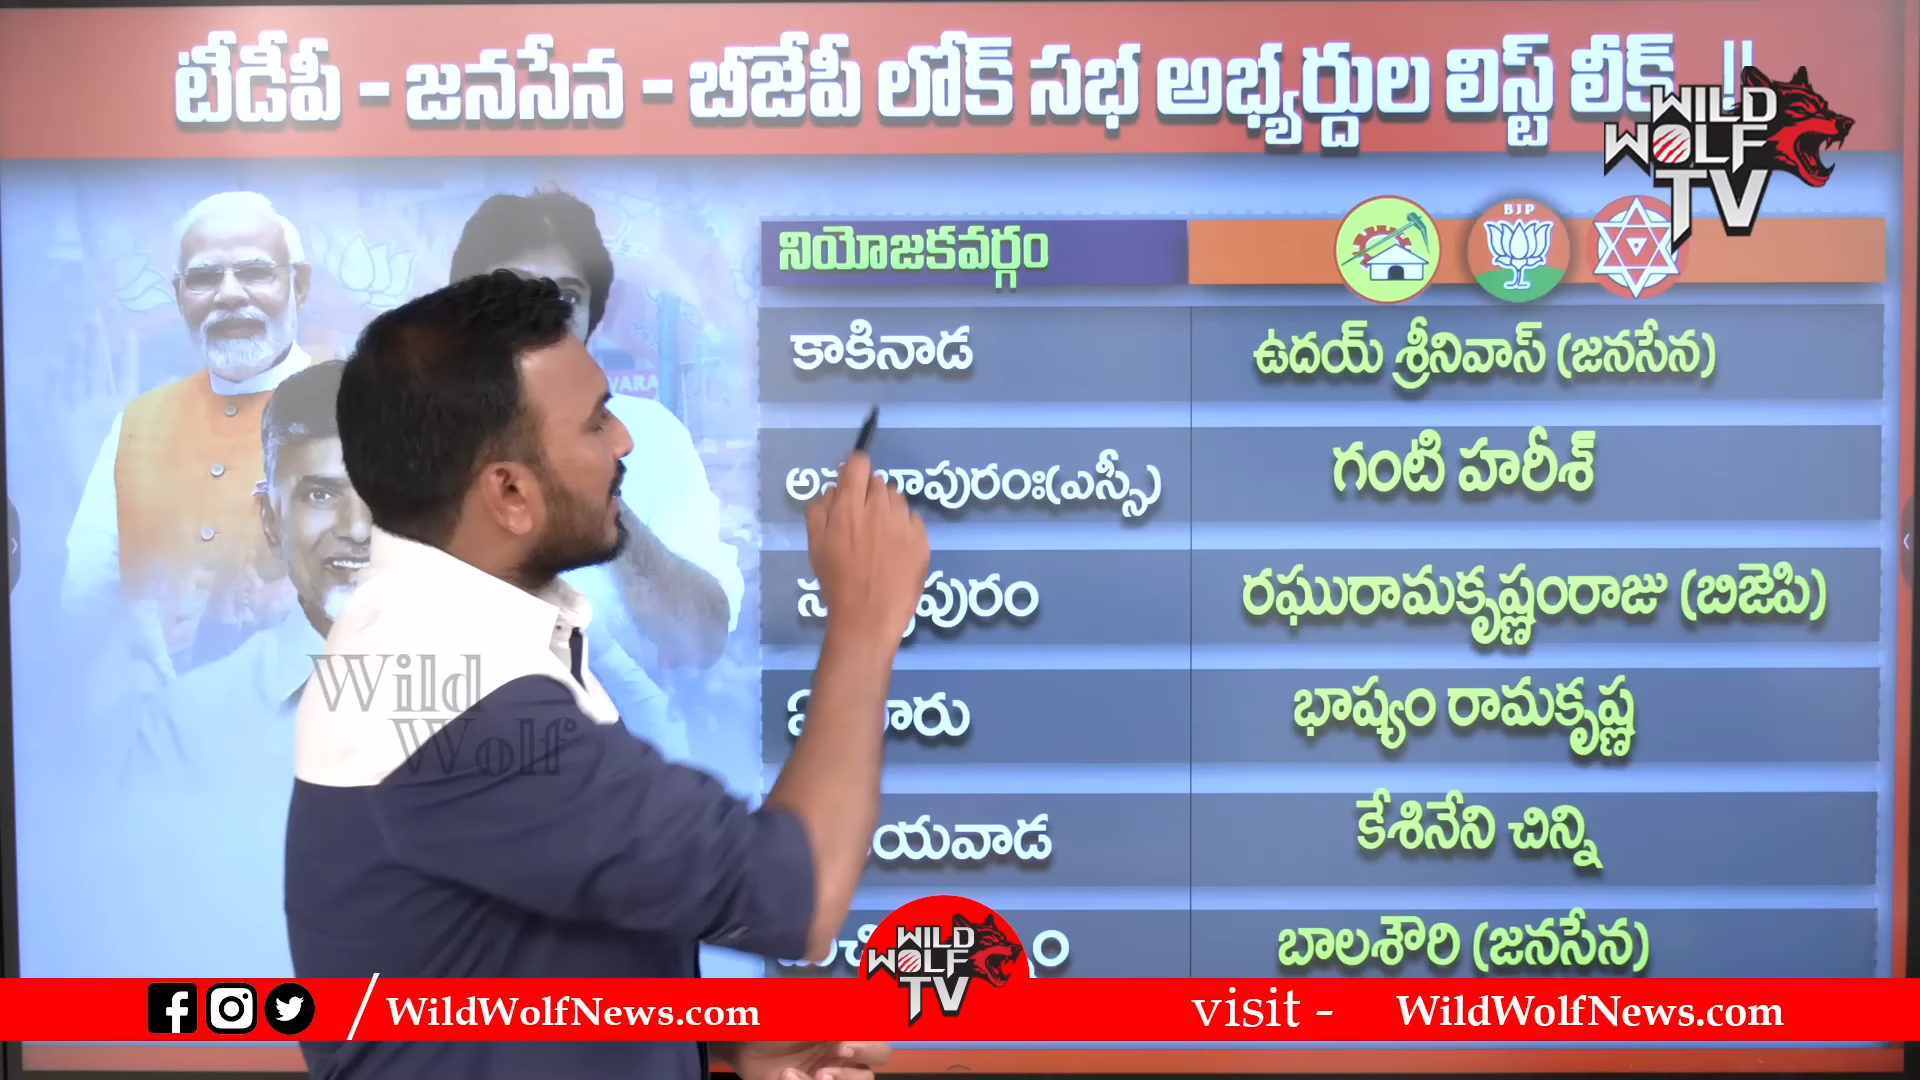 టీడీపీ - జనసేన - బీజేపీ లోక్ సభ అభ్యర్దుల లిస్ట్ లీక్ !!
WILD
WOLF
TV
BJP
నియోజకవర్గం
కాకినాడ ఉదయ్ శ్రీనివాస్ (జనసేన)
VARA
గంటి హరీశ్
రఘురామకృష్ణంరాజు (బిజెపి)
భాష్యం రామకృష్ణ
Wild
Wolf
కేశినేని చిన్ని
బాలశౌరి (జనసేన)
WILD
WOLF
TV
WildWolfNews.com visit - WildWolfNews.com